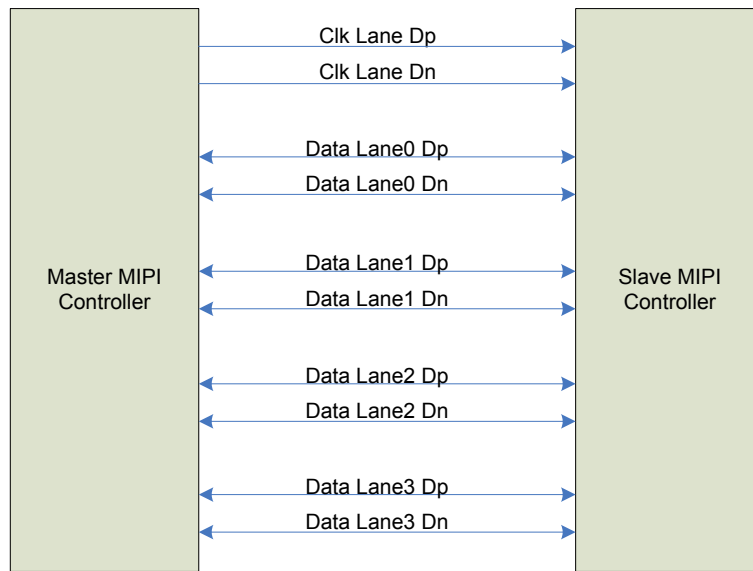 Clk Lane Dp
Clk Lane Dn
Data Lane0 Dp
Data Lane0 Dn
Master MIPI
Controller
Data Lane1 Dp
Data Lane1 Dn
Slave MIPI
Controller
Data Lane2 Dp
Data Lane2 Dn
Data Lane3 Dp
Data Lane3 Dn